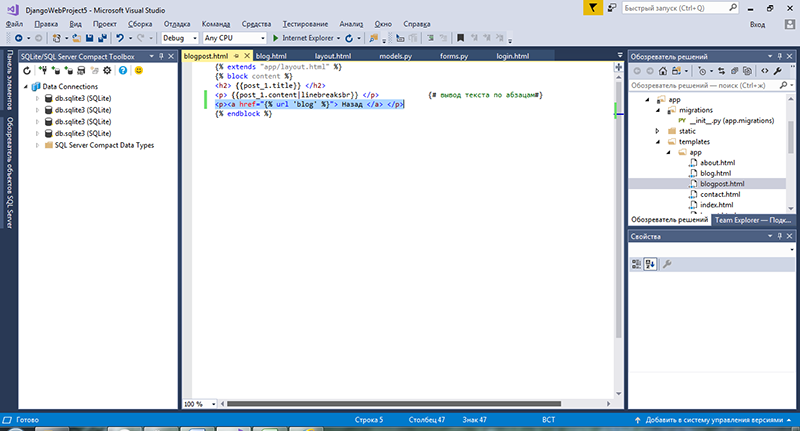 DjangoWebProject5 - Microsoft Visual Studio
Быстрый запуск (Ctrl+Q)
Файл Правка Вид Проект Сборка Отладка Команда Средства Тестирование Анализ Окно Справка
Вход
Debug Any CPU Internet Explorer
Панель элементов
Обозреватель объектов SQL Server
SQLite/SQL Server Compact Toolbox
Data Connections
db.sqlite3 (SQLite)
db.sqlite3 (SQLite)
db.sqlite3 (SQLite)
db.sqlite3 (SQLite)
SQL Server Compact Data Types
blogpost.html blog.html layout.html models.py forms.py login.html
{% extends "app/layout.html" %}
{% block content %}
<h2> {{post_1.title}} </h2>
<p> {{post_1.content|linebreaksbr}} </p> {# вывод текста по абзацам#}
<p><a href="{% url 'blog' %}"> Назад </a> </p>
{% endblock %}
100 %
Обозреватель решений
Обозреватель решений — поиск (Ctrl+ж)
app
migrations
__init__.py (app.migrations)
static
templates
app
about.html
blog.html
blogpost.html
contact.html
index.html
Обозреватель решений Team Explorer — Подк...
Свойства
Готово Строка 5 Столбец 47 Знак 47 ВСТ Добавить в систему управления версиями